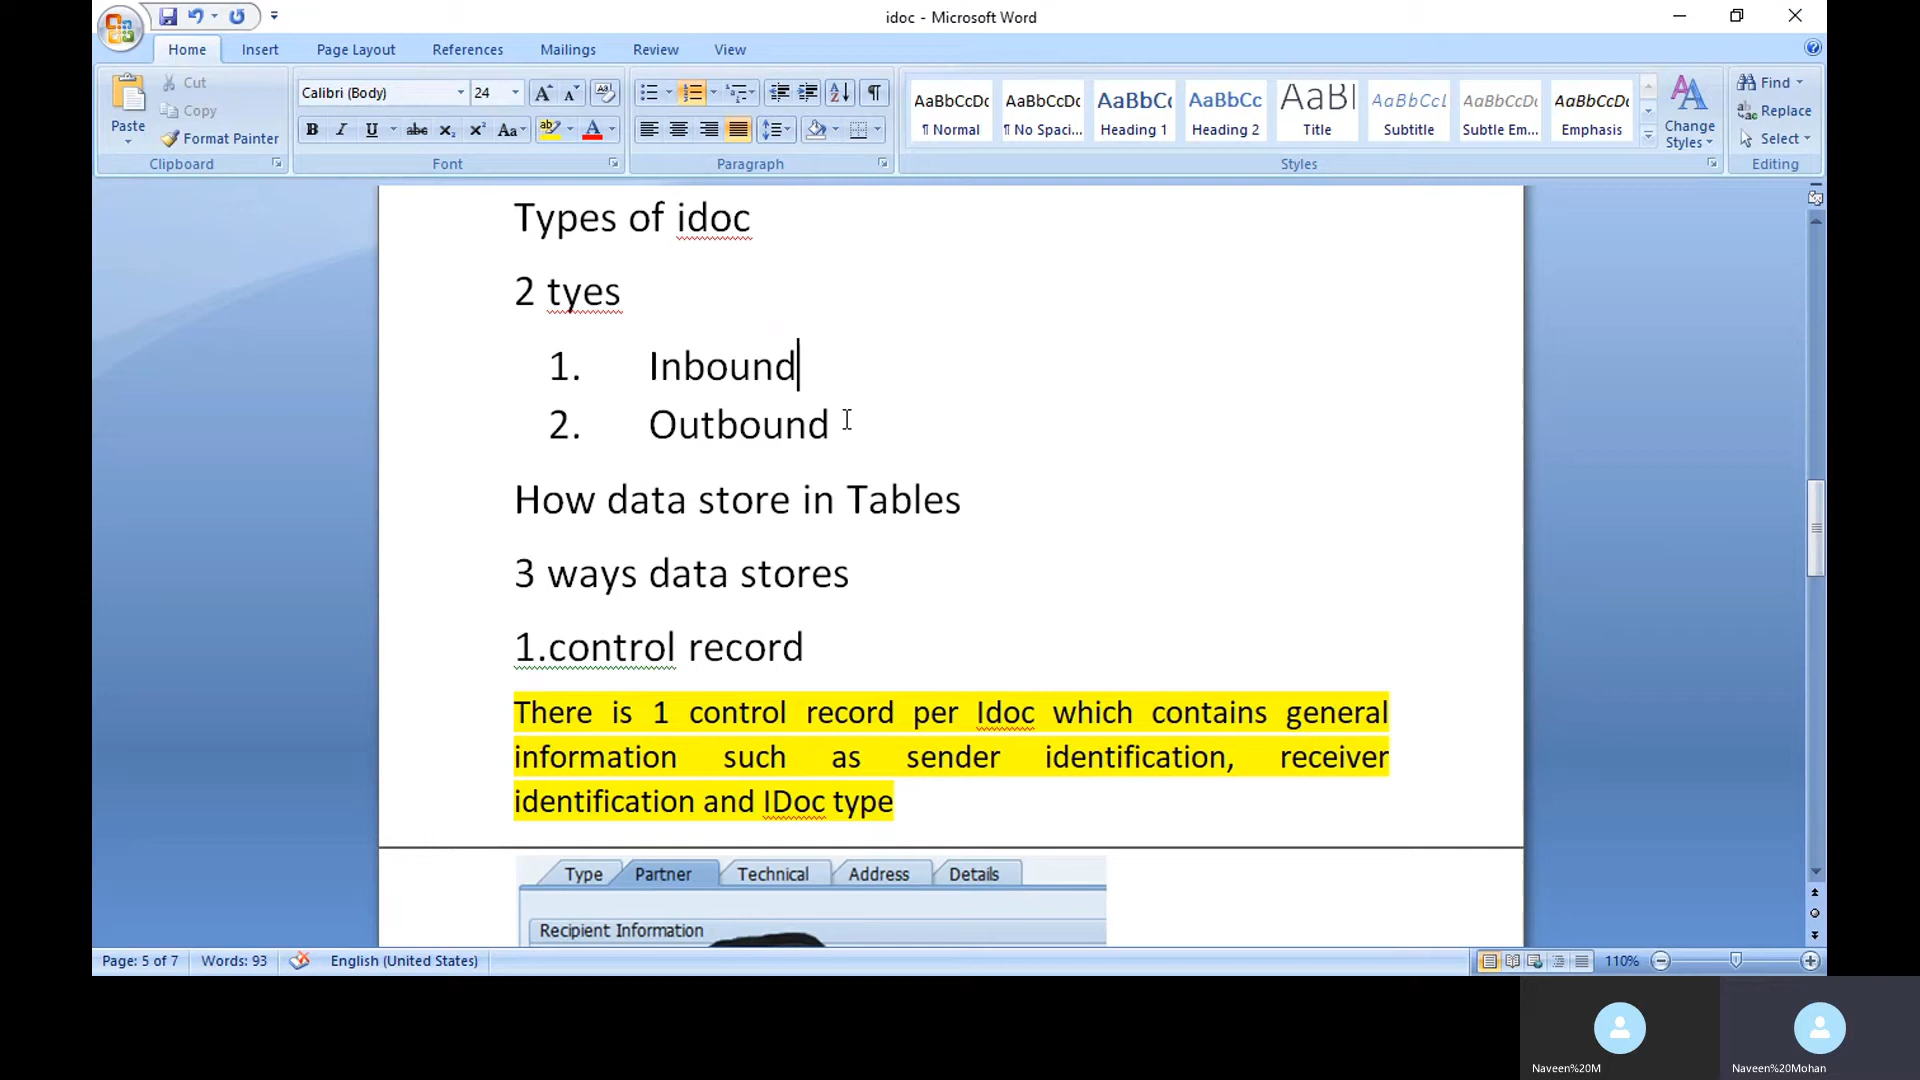 idoc - Microsoft Word
Home Insert Page Layout References Mailings Review View
Paste
Cut
Copy
Format Painter
Clipboard
Calibri (Body) 24
Font
Paragraph
AaBbCcDc AaBbCcDc AaBbC( AaBbCc AaBl AaBbCcL AaBbCcDc AaBbCcDc
¶ Normal ¶ No Spaci... Heading 1 Heading 2 Title Subtitle Subtle Em... Emphasis
Change Styles
Styles
Find
Replace
Select
Editing
Types of idoc
2 tyes
1. Inbound
2. Outbound
How data store in Tables
3 ways data stores
1.control record
There is 1 control record per Idoc which contains general
information such as sender identification, receiver
identification and IDoc type
Type Partner Technical Address Details
Recipient Information
Page: 5 of 7 Words: 93 English (United States) 110%
Naveen%20M Naveen%20Mohan